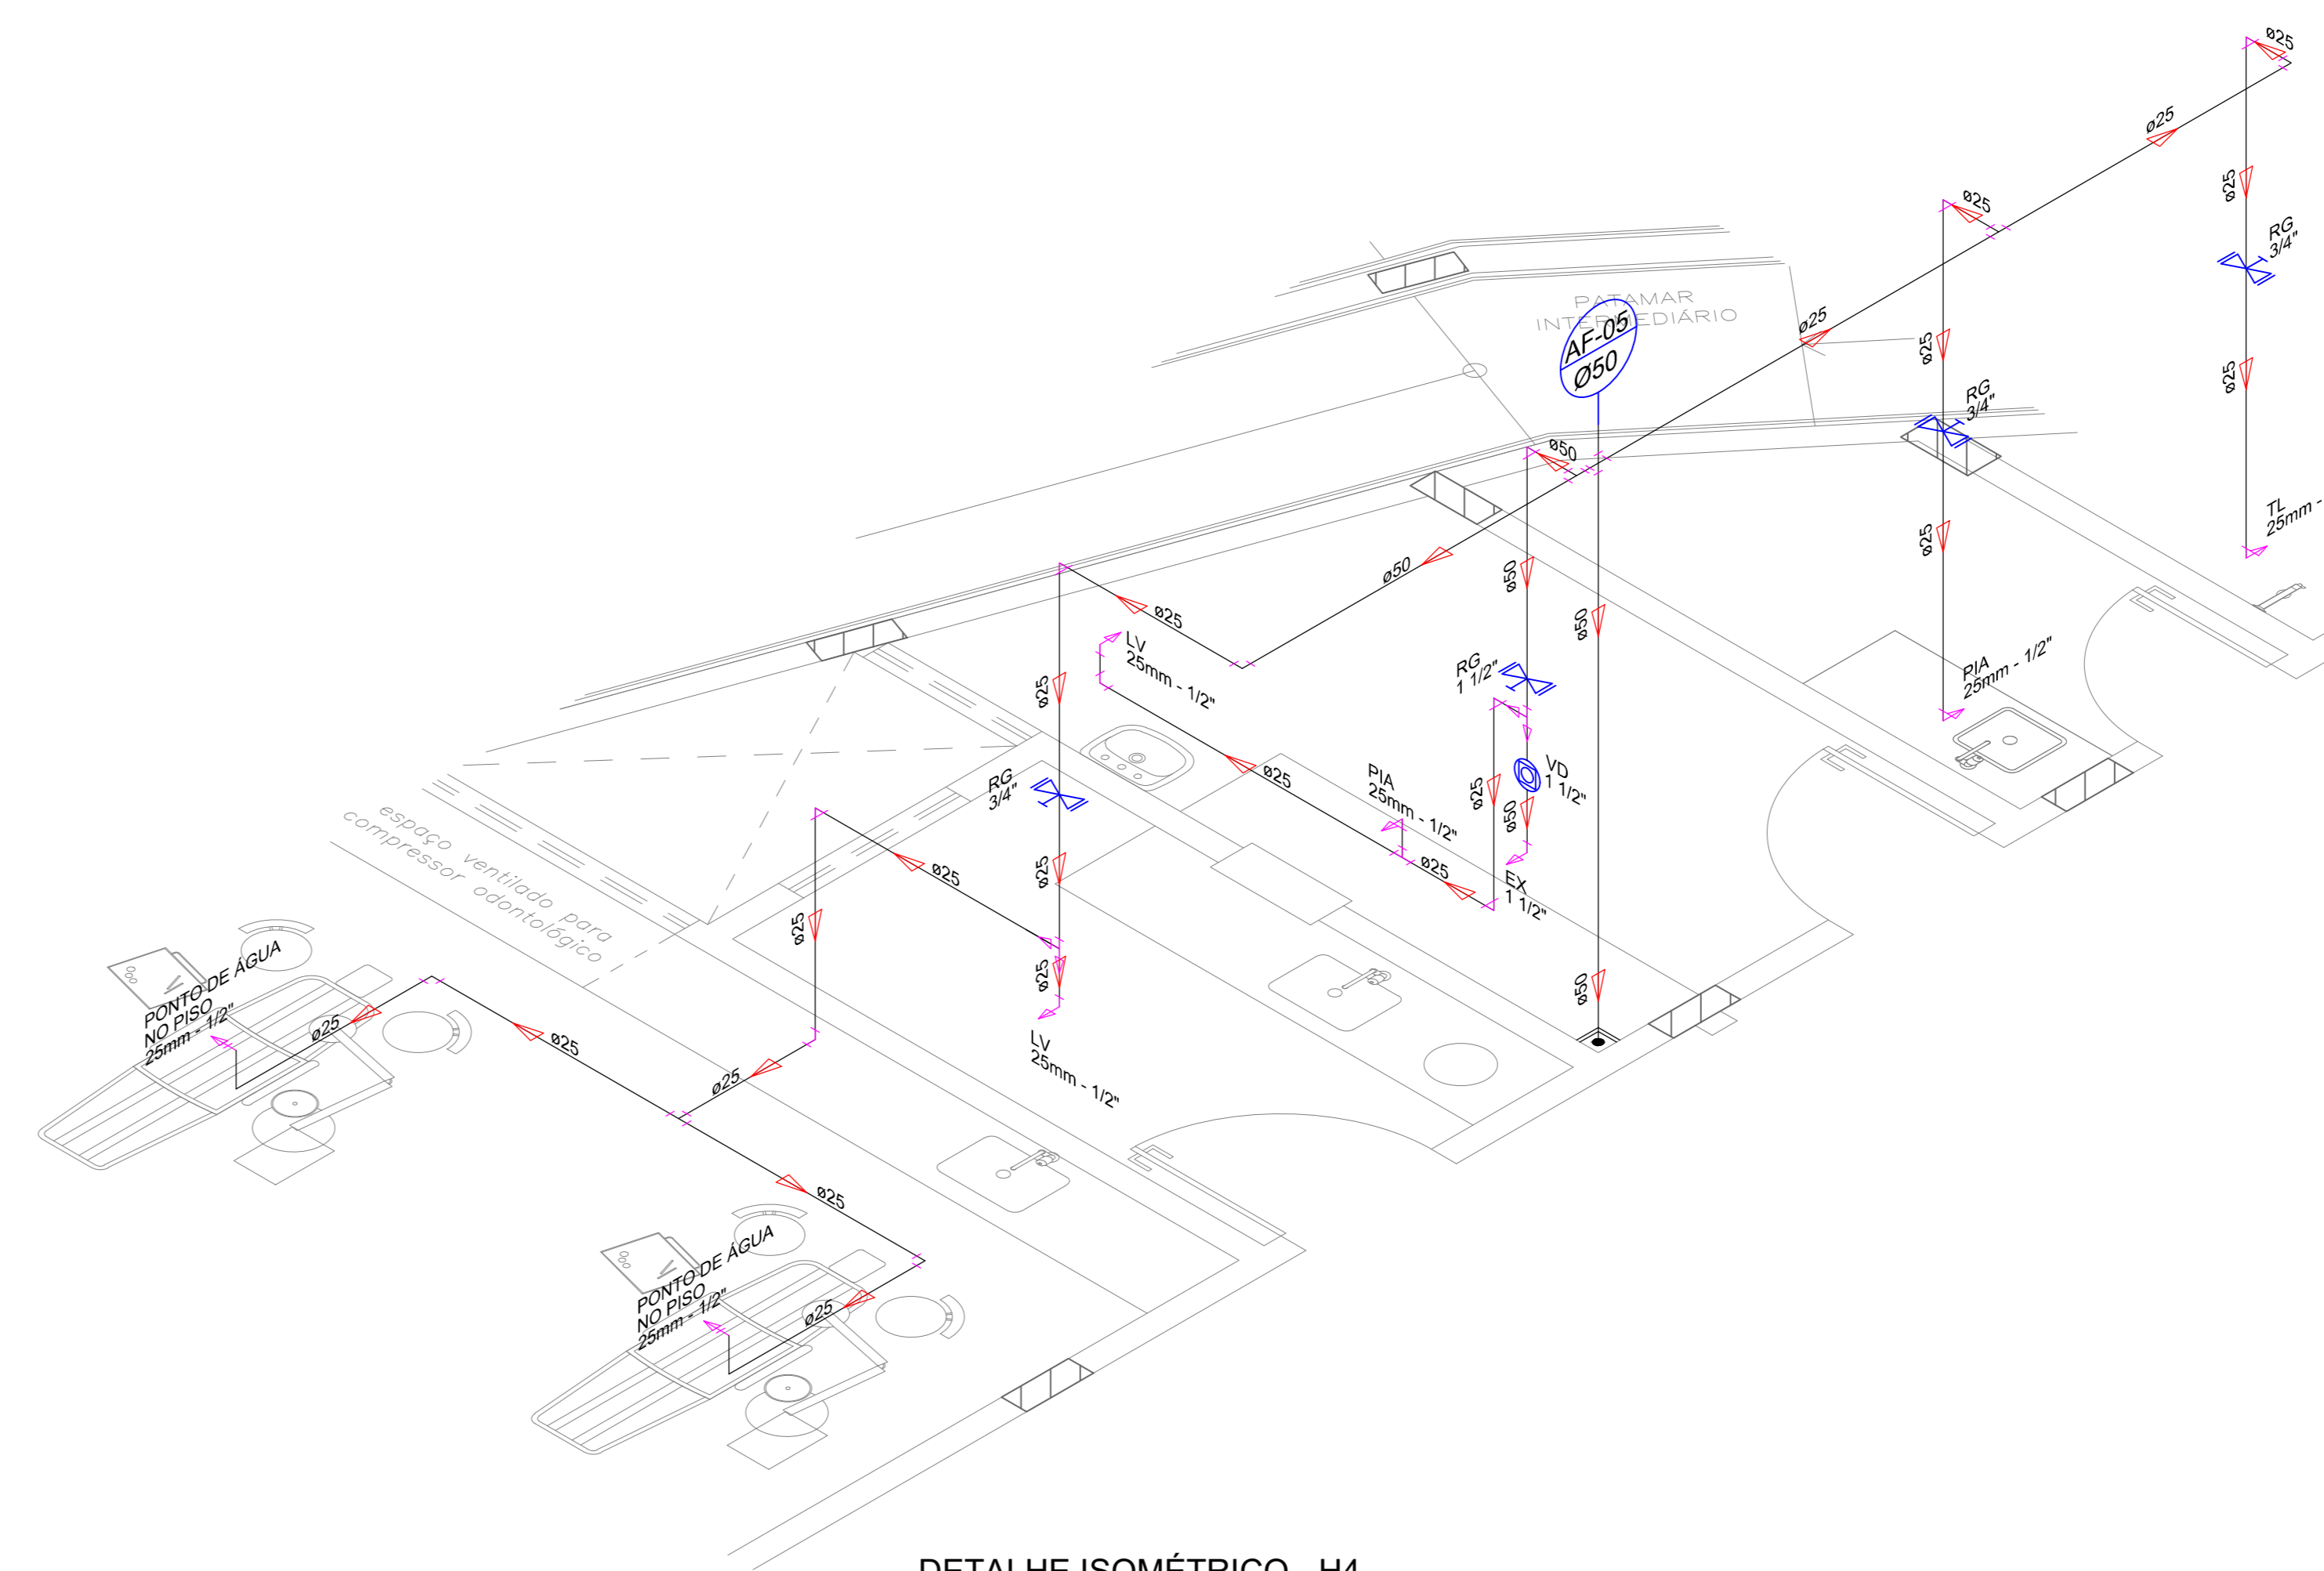 ø25
ø25
ø25
RG
3/4"
ø25
TL
25mm -
ø25
ø25
ø25
RG
3/4"
ø25
PIA
25mm - 1/2"
PATAMAR
INTERMEDIÁRIO
AF-05
Ø50
ø50
ø50
ø50
ø50
ø50
RG
1 1/2"
VD
1 1/2"
ø50
EX
1 1/2"
ø25
PIA
25mm - 1/2"
ø25
ø25
LV
25mm - 1/2"
ø25
ø25
RG
3/4"
ø25
ø25
LV
25mm - 1/2"
ø25
ø25
ø25
espaço ventilado para
compressor odontológico
PONTO DE ÁGUA
NO PISO
25mm - 1/2"
ø25
ø25
ø25
PONTO DE ÁGUA
NO PISO
25mm - 1/2"
ø25
DETALHE ISOMÉTRICO - H4